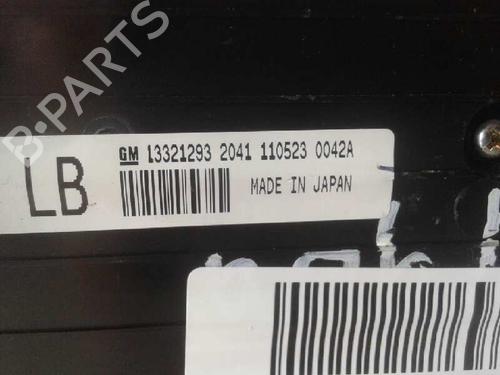 B-PARTS
GM 13321293 2041 110523 0042A
LB
MADE IN JAPAN